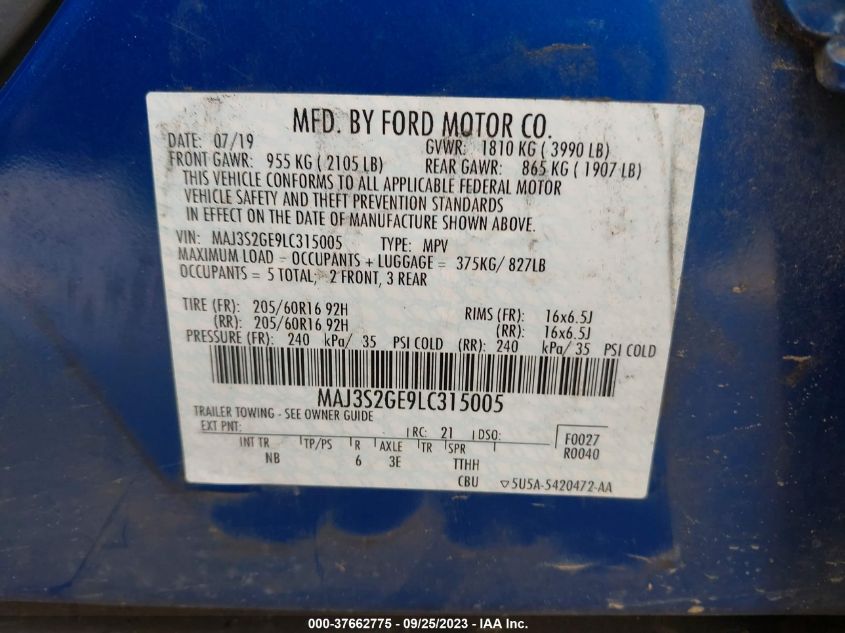 MFD. BY FORD MOTOR CO.
DATE: 07/19 GVWR: 1810 KG ( 3990 LB)
FRONT GAWR: 955 KG ( 2105 LB) REAR GAWR: 865 KG ( 1907 LB)
THIS VEHICLE CONFORMS TO ALL APPLICABLE FEDERAL MOTOR
VEHICLE SAFETY AND THEFT PREVENTION STANDARDS
IN EFFECT ON THE DATE OF MANUFACTURE SHOWN ABOVE.
VIN: MAJ3S2GE9LC315005 TYPE: MPV
MAXIMUM LOAD = OCCUPANTS + LUGGAGE = 375KG/ 827LB
OCCUPANTS = 5 TOTAL; 2 FRONT, 3 REAR
TIRE (FR): 205/60R16 92H RIMS (FR): 16x6.5J
(RR): 205/60R16 92H (RR): 16x6.5J
PRESSURE (FR): 240 kPa/ 35 PSI COLD (RR): 240 kPa/ 35 PSI COLD
MAJ3S2GE9LC315005
TRAILER TOWING - SEE OWNER GUIDE
EXT PNT: RC: 21 DSO: F0027
R0040
INT TR TP/PS R AXLE TR SPR
NB 6 3E TTHH
CBU ▽5U5A-5420472-AA
000-37662775 - 09/25/2023 - IAA Inc.